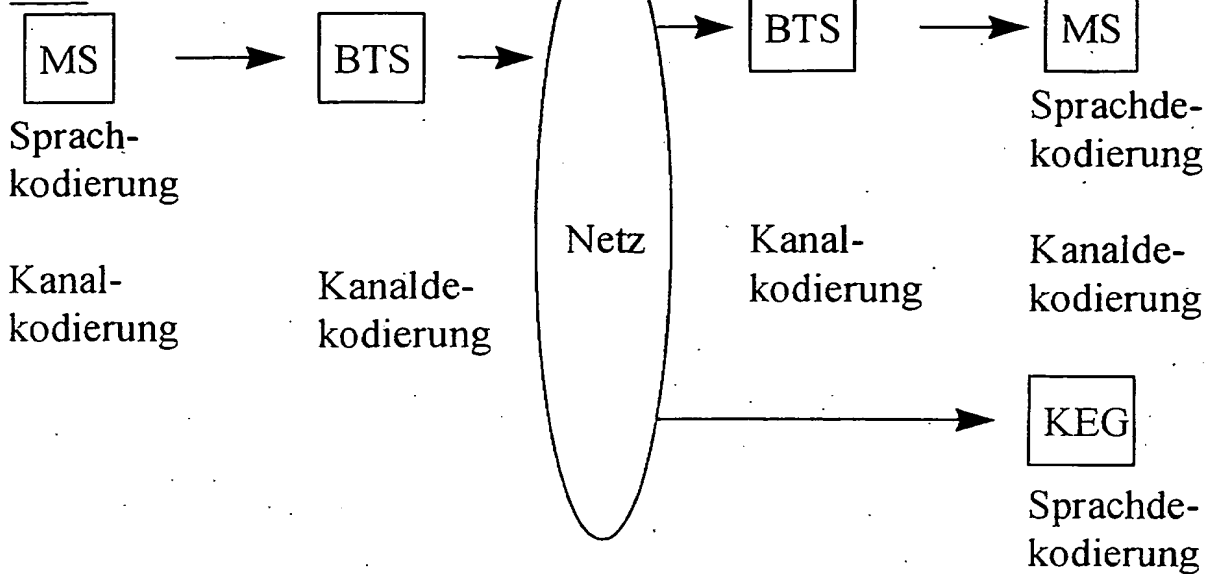 MS
BTS
BTS
MS
Sprach-
kodierung
Sprachde-
kodierung
Netz
Kanal-
kodierung
Kanalde-
kodierung
Kanal-
kodierung
Kanalde-
kodierung
KEG
Sprachde-
kodierung